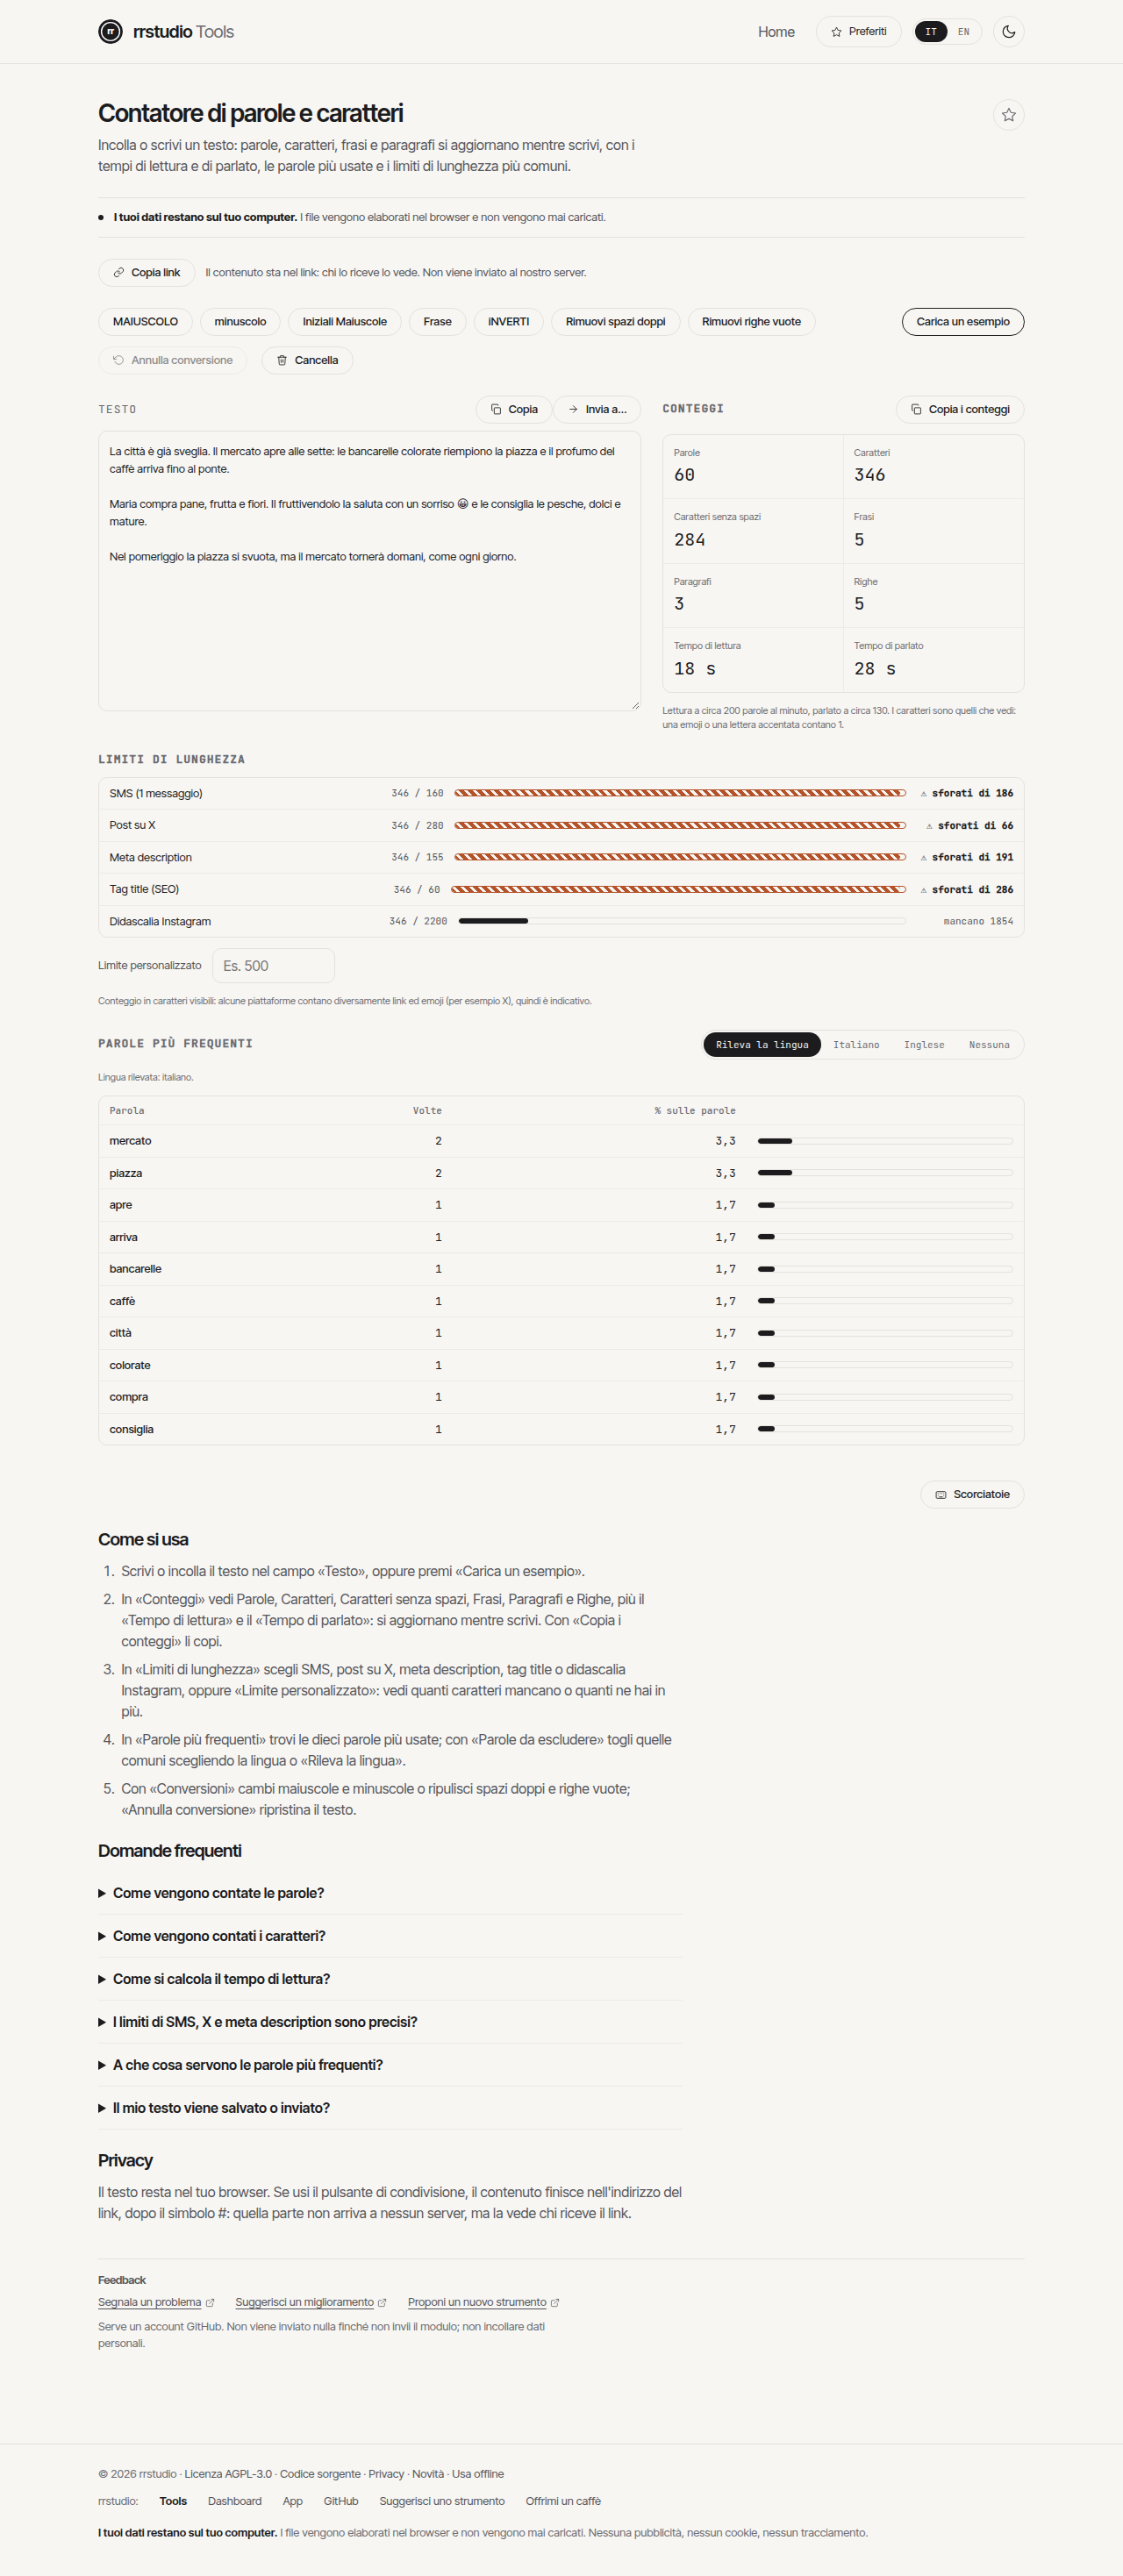 rr rrstudio Tools
Home
Preferiti
IT EN
Contatore di parole e caratteri
Incolla o scrivi un testo: parole, caratteri, frasi e paragrafi si aggiornano mentre scrivi, con i
tempi di lettura e di parlato, le parole più usate e i limiti di lunghezza più comuni.
I tuoi dati restano sul tuo computer. I file vengono elaborati nel browser e non vengono mai caricati.
Copia link Il contenuto sta nel link: chi lo riceve lo vede. Non viene inviato al nostro server.
MAIUSCOLO minuscolo Iniziali Maiuscole Frase iNVERTI Rimuovi spazi doppi Rimuovi righe vuote Carica un esempio
Annulla conversione Cancella
TESTO Copia Invia a...
La città è già sveglia. Il mercato apre alle sette: le bancarelle colorate riempiono la piazza e il profumo del
caffè arriva fino al ponte.
Maria compra pane, frutta e fiori. Il fruttivendolo la saluta con un sorriso 😀 e le consiglia le pesche, dolci e
mature.
Nel pomeriggio la piazza si svuota, ma il mercato tornerà domani, come ogni giorno.
CONTEGGI Copia i conteggi
Parole Caratteri
60 346
Caratteri senza spazi Frasi
284 5
Paragrafi Righe
3 5
Tempo di lettura Tempo di parlato
18 s 28 s
Lettura a circa 200 parole al minuto, parlato a circa 130. I caratteri sono quelli che vedi:
una emoji o una lettera accentata contano 1.
LIMITI DI LUNGHEZZA
SMS (1 messaggio) 346 / 160 ⚠ sforati di 186
Post su X 346 / 280 ⚠ sforati di 66
Meta description 346 / 155 ⚠ sforati di 191
Tag title (SEO) 346 / 60 ⚠ sforati di 286
Didascalia Instagram 346 / 2200 mancano 1854
Limite personalizzato Es. 500
Conteggio in caratteri visibili: alcune piattaforme contano diversamente link ed emoji (per esempio X), quindi è indicativo.
PAROLE PIÙ FREQUENTI Rileva la lingua Italiano Inglese Nessuna
Lingua rilevata: italiano.
Parola Volte % sulle parole
mercato 2 3,3
piazza 2 3,3
apre 1 1,7
arriva 1 1,7
bancarelle 1 1,7
caffè 1 1,7
città 1 1,7
colorate 1 1,7
compra 1 1,7
consiglia 1 1,7
Scorciatoie
Come si usa
1. Scrivi o incolla il testo nel campo «Testo», oppure premi «Carica un esempio».
2. In «Conteggi» vedi Parole, Caratteri, Caratteri senza spazi, Frasi, Paragrafi e Righe, più il
«Tempo di lettura» e il «Tempo di parlato»: si aggiornano mentre scrivi. Con «Copia i
conteggi» li copi.
3. In «Limiti di lunghezza» scegli SMS, post su X, meta description, tag title o didascalia
Instagram, oppure «Limite personalizzato»: vedi quanti caratteri mancano o quanti ne hai in
più.
4. In «Parole più frequenti» trovi le dieci parole più usate; con «Parole da escludere» togli quelle
comuni scegliendo la lingua o «Rileva la lingua».
5. Con «Conversioni» cambi maiuscole e minuscole o ripulisci spazi doppi e righe vuote;
«Annulla conversione» ripristina il testo.
Domande frequenti
Come vengono contate le parole?
Come vengono contati i caratteri?
Come si calcola il tempo di lettura?
I limiti di SMS, X e meta description sono precisi?
A che cosa servono le parole più frequenti?
Il mio testo viene salvato o inviato?
Privacy
Il testo resta nel tuo browser. Se usi il pulsante di condivisione, il contenuto finisce nell'indirizzo del
link, dopo il simbolo #: quella parte non arriva a nessun server, ma la vede chi riceve il link.
Feedback
Segnala un problema Suggerisci un miglioramento Proponi un nuovo strumento
Serve un account GitHub. Non viene inviato nulla finché non invii il modulo; non incollare dati
personali.
© 2026 rrstudio · Licenza AGPL-3.0 · Codice sorgente · Privacy · Novità · Usa offline
rrstudio: Tools Dashboard App GitHub Suggerisci uno strumento Offrimi un caffè
I tuoi dati restano sul tuo computer. I file vengono elaborati nel browser e non vengono mai caricati. Nessuna pubblicità, nessun cookie, nessun tracciamento.